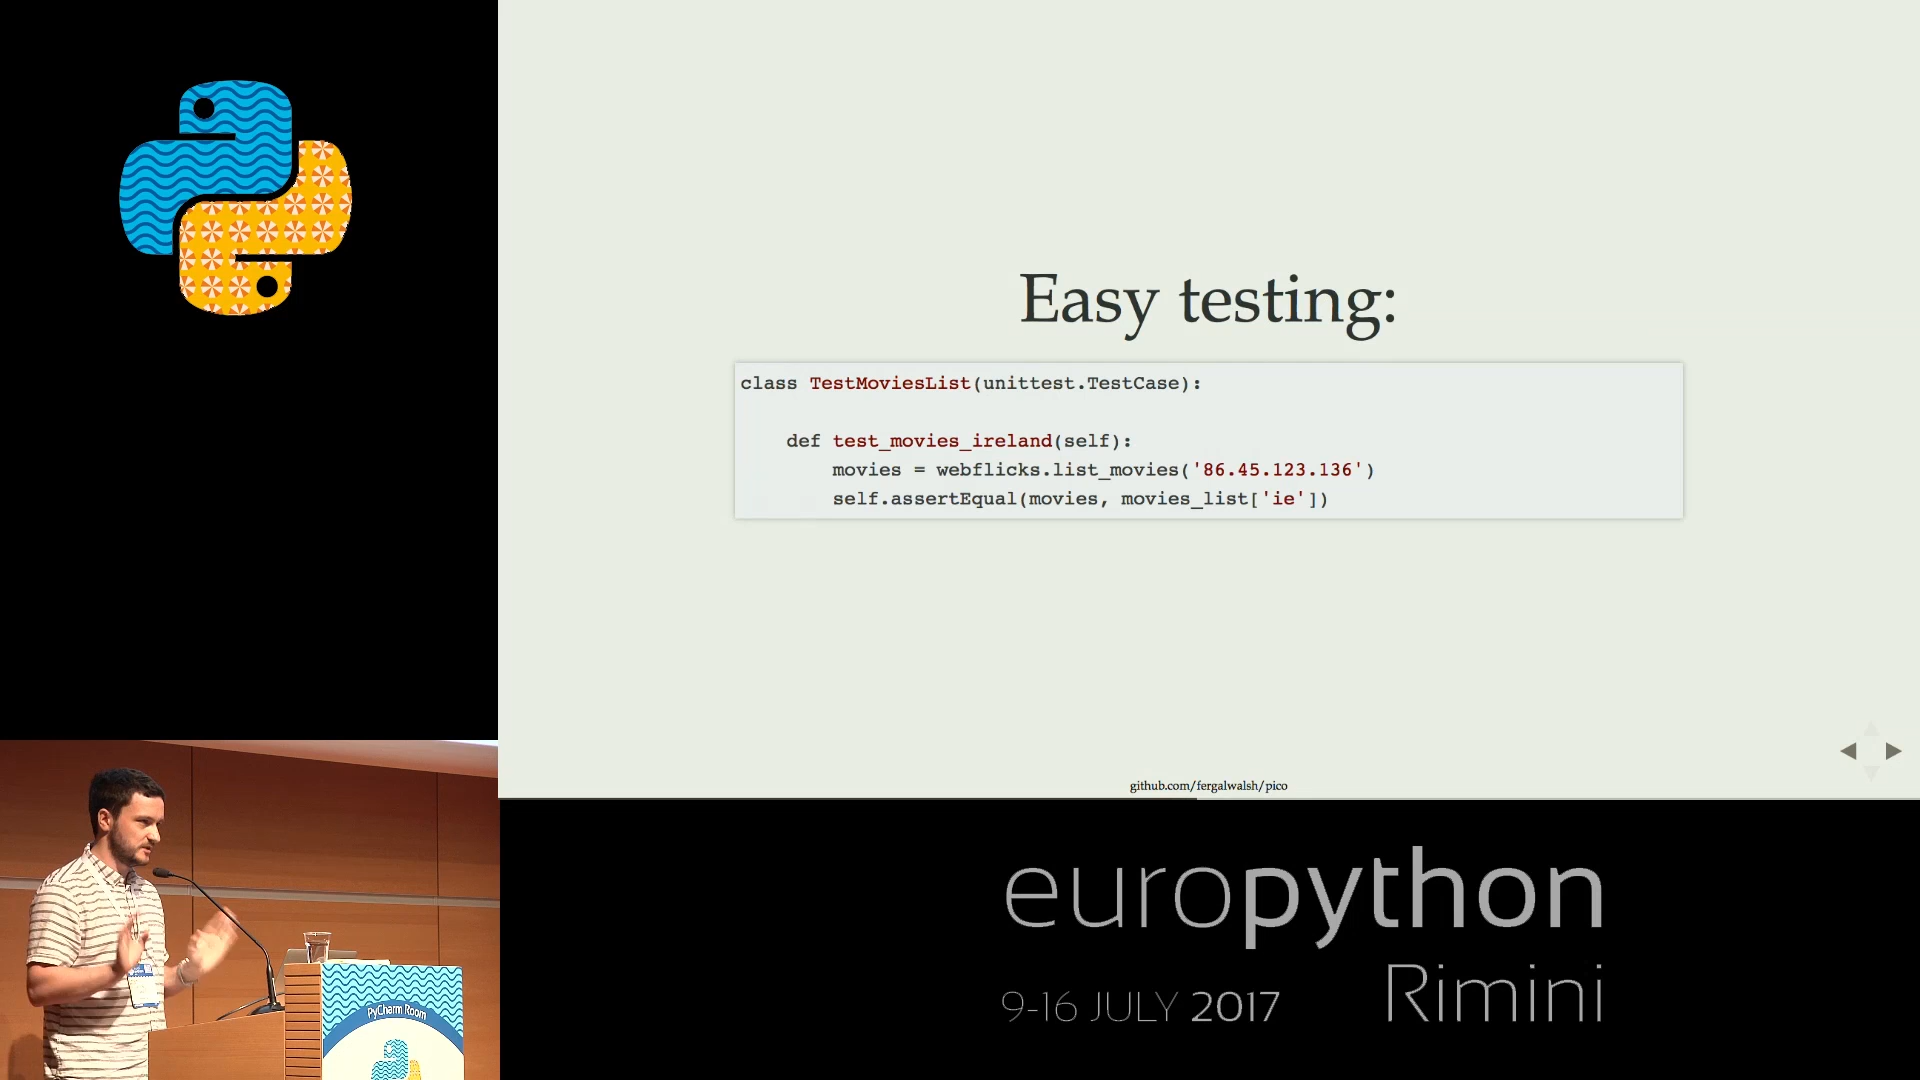 Easy testing:
class TestMoviesList(unittest.TestCase):
def test_movies_ireland(self):
movies = webflicks.list_movies('86.45.123.136')
self.assertEqual(movies, movies_list['ie'])
github.com/fergalwalsh/pico
europython
9-16 JULY 2017 Rimini
PyCharm Room